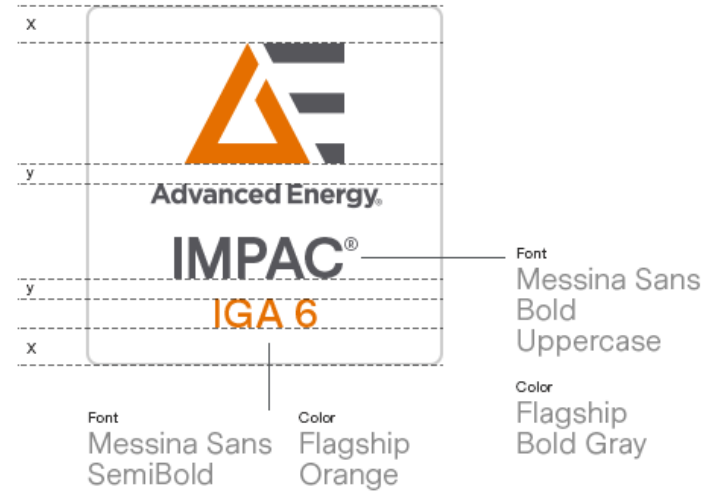 X
y
Advanced Energy®
IMPAC®
y
IGA 6
X
Font
Messina Sans
Bold
Uppercase
Color
Flagship
Bold Gray
Font
Messina Sans
SemiBold
Color
Flagship
Orange